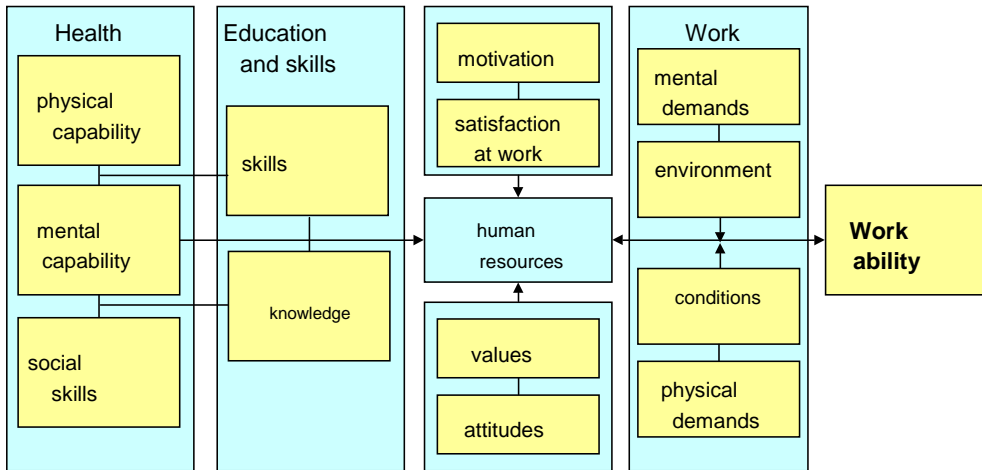 Health
physical
capability
mental
capability
social
skills
Education
and skills
skills
knowledge
motivation
satisfaction
at work
human
resources
values
attitudes
Work
mental
demands
environment
conditions
physical
demands
Work
ability